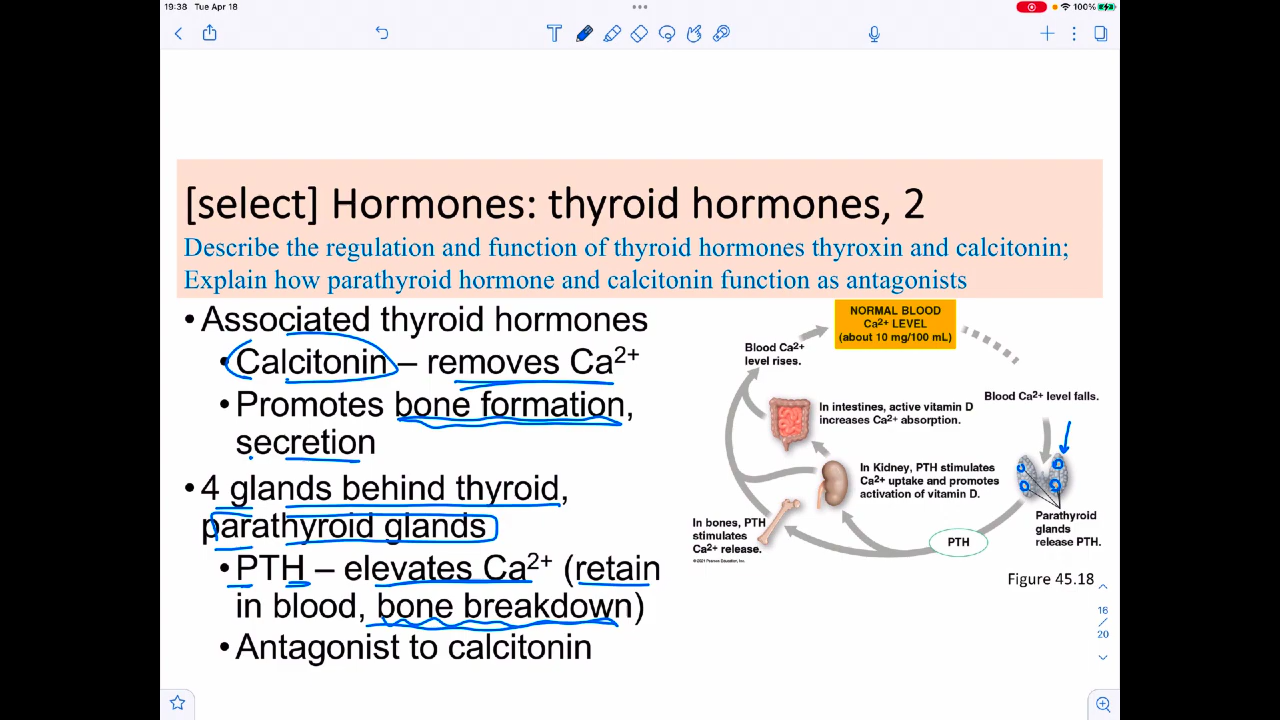 19:38 Tue Apr 18
100%
[select] Hormones: thyroid hormones, 2
Describe the regulation and function of thyroid hormones thyroxin and calcitonin;
Explain how parathyroid hormone and calcitonin function as antagonists
• Associated thyroid hormones
• Calcitonin – removes Ca²⁺
• Promotes bone formation,
secretion
• 4 glands behind thyroid,
parathyroid glands
• PTH – elevates Ca²⁺ (retain
in blood, bone breakdown)
• Antagonist to calcitonin
NORMAL BLOOD
Ca²⁺ LEVEL
(about 10 mg/100 mL)
Blood Ca²⁺
level rises.
Blood Ca²⁺ level falls.
In intestines, active vitamin D
increases Ca²⁺ absorption.
In Kidney, PTH stimulates
Ca²⁺ uptake and promotes
activation of vitamin D.
In bones, PTH
stimulates
Ca²⁺ release.
© 2021 Pearson Education, Inc.
PTH
Parathyroid
glands
release PTH.
Figure 45.18
16
/
20